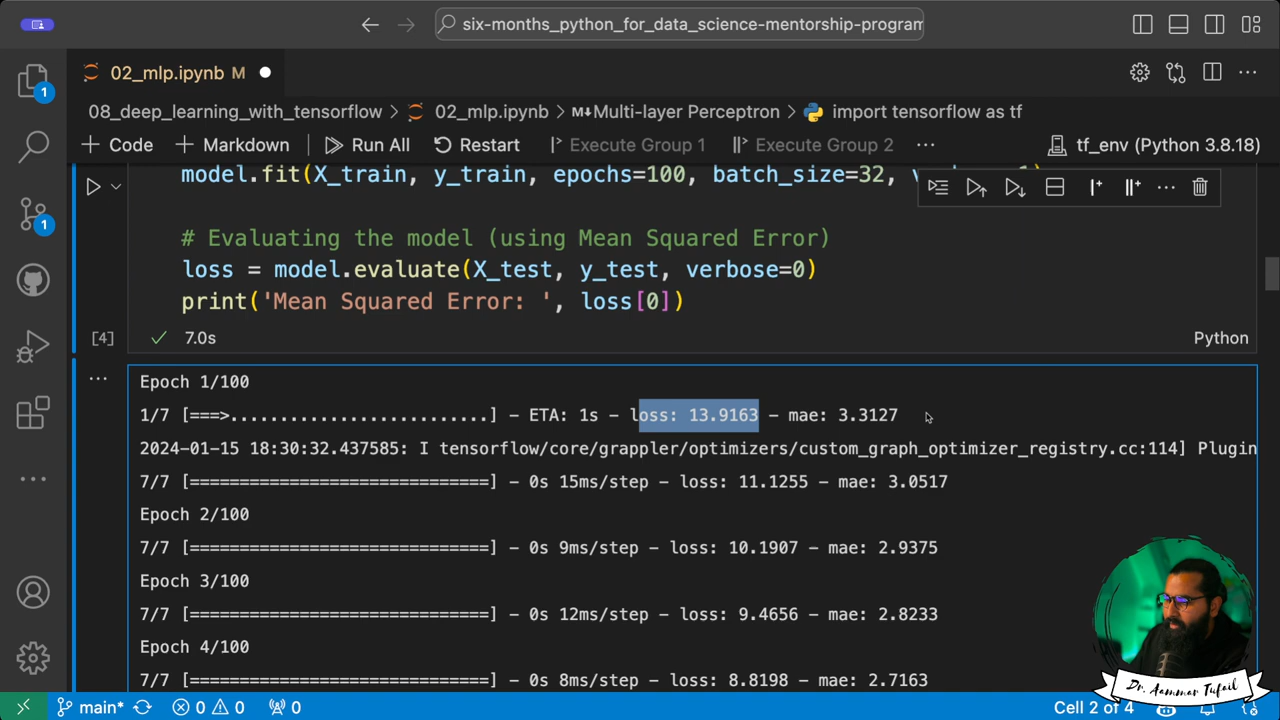 six-months_python_for_data_science-mentorship-program
02_mlp.ipynb M
1
08_deep_learning_with_tensorflow > 02_mlp.ipynb > M↓Multi-layer Perceptron > import tensorflow as tf
+ Code + Markdown Run All Restart Execute Group 1 Execute Group 2 ... tf_env (Python 3.8.18)
model.fit(X_train, y_train, epochs=100, batch_size=32,
1
# Evaluating the model (using Mean Squared Error)
loss = model.evaluate(X_test, y_test, verbose=0)
print('Mean Squared Error: ', loss[0])
[4] 7.0s Python
Epoch 1/100
1/7 [===>..........................] - ETA: 1s - loss: 13.9163 - mae: 3.3127
2024-01-15 18:30:32.437585: I tensorflow/core/grappler/optimizers/custom_graph_optimizer_registry.cc:114] Plugin
7/7 [==============================] - 0s 15ms/step - loss: 11.1255 - mae: 3.0517
Epoch 2/100
7/7 [==============================] - 0s 9ms/step - loss: 10.1907 - mae: 2.9375
Epoch 3/100
7/7 [==============================] - 0s 12ms/step - loss: 9.4656 - mae: 2.8233
Epoch 4/100
7/7 [==============================] - 0s 8ms/step - loss: 8.8198 - mae: 2.7163
Dr. Aammar Tufail
main* 0 0 0 Cell 2 of 4